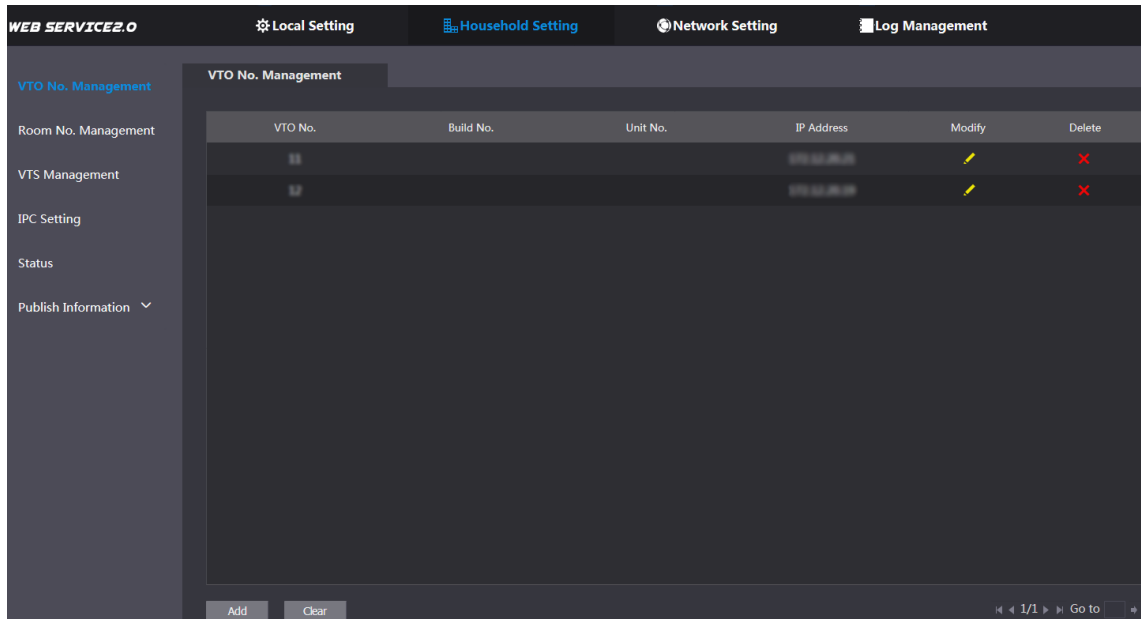 WEB SERVICE2.0 Local Setting Household Setting Network Setting Log Management
VTO No. Management
VTO No. Management
Room No. Management
VTS Management
IPC Setting
Status
Publish Information
VTO No. Build No. Unit No. IP Address Modify Delete
11
12
Add Clear 1/1 Go to